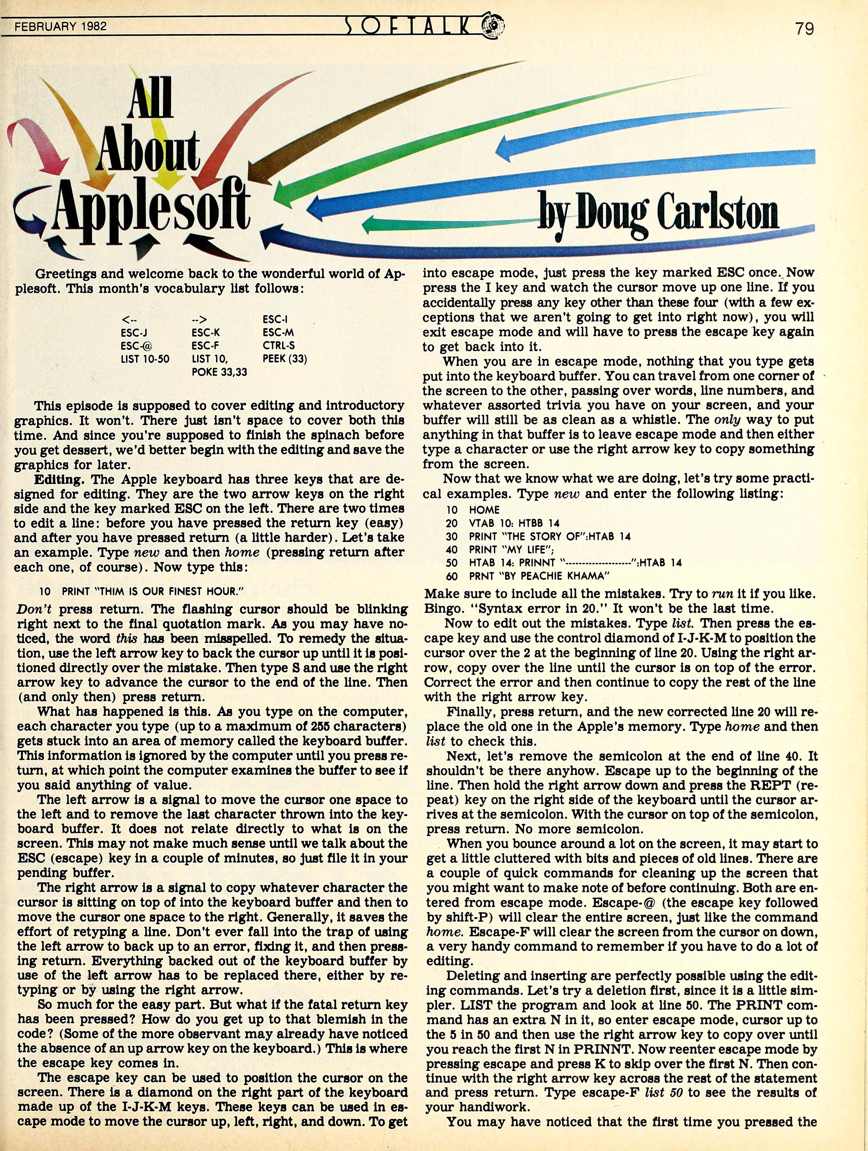 FEBRUARY 1982
SOFTALK
79
All
About
Applesoft
by Doug Carlston
Greetings and welcome back to the wonderful world of Ap-
plesoft. This month's vocabulary list follows:
<-- --> ESC-I
ESC-J ESC-K ESC-M
ESC-@ ESC-F CTRL-S
LIST 10-50 LIST 10, PEEK (33)
POKE 33,33
This episode is supposed to cover editing and introductory
graphics. It won't. There just isn't space to cover both this
time. And since you're supposed to finish the spinach before
you get dessert, we'd better begin with the editing and save the
graphics for later.
Editing. The Apple keyboard has three keys that are de-
signed for editing. They are the two arrow keys on the right
side and the key marked ESC on the left. There are two times
to edit a line: before you have pressed the return key (easy)
and after you have pressed return (a little harder). Let's take
an example. Type new and then home (pressing return after
each one, of course). Now type this:
10 PRINT "THIM IS OUR FINEST HOUR."
Don't press return. The flashing cursor should be blinking
right next to the final quotation mark. As you may have no-
ticed, the word this has been misspelled. To remedy the situa-
tion, use the left arrow key to back the cursor up until it is posi-
tioned directly over the mistake. Then type S and use the right
arrow key to advance the cursor to the end of the line. Then
(and only then) press return.
What has happened is this. As you type on the computer,
each character you type (up to a maximum of 255 characters)
gets stuck into an area of memory called the keyboard buffer.
This information is ignored by the computer until you press re-
turn, at which point the computer examines the buffer to see if
you said anything of value.
The left arrow is a signal to move the cursor one space to
the left and to remove the last character thrown into the key-
board buffer. It does not relate directly to what is on the
screen. This may not make much sense until we talk about the
ESC (escape) key in a couple of minutes, so just file it in your
pending buffer.
The right arrow is a signal to copy whatever character the
cursor is sitting on top of into the keyboard buffer and then to
move the cursor one space to the right. Generally, it saves the
effort of retyping a line. Don't ever fall into the trap of using
the left arrow to back up to an error, fixing it, and then press-
ing return. Everything backed out of the keyboard buffer by
use of the left arrow has to be replaced there, either by re-
typing or by using the right arrow.
So much for the easy part. But what if the fatal return key
has been pressed? How do you get up to that blemish in the
code? (Some of the more observant may already have noticed
the absence of an up arrow key on the keyboard.) This is where
the escape key comes in.
The escape key can be used to position the cursor on the
screen. There is a diamond on the right part of the keyboard
made up of the I-J-K-M keys. These keys can be used in es-
cape mode to move the cursor up, left, right, and down. To get
into escape mode, just press the key marked ESC once. Now
press the I key and watch the cursor move up one line. If you
accidentally press any key other than these four (with a few ex-
ceptions that we aren't going to get into right now), you will
exit escape mode and will have to press the escape key again
to get back into it.
When you are in escape mode, nothing that you type gets
put into the keyboard buffer. You can travel from one corner of
the screen to the other, passing over words, line numbers, and
whatever assorted trivia you have on your screen, and your
buffer will still be as clean as a whistle. The only way to put
anything in that buffer is to leave escape mode and then either
type a character or use the right arrow key to copy something
from the screen.
Now that we know what we are doing, let's try some practi-
cal examples. Type new and enter the following listing:
10 HOME
20 VTAB 10: HTBB 14
30 PRINT "THE STORY OF":HTAB 14
40 PRINT "MY LIFE";
50 HTAB 14: PRINNT "--------------------":HTAB 14
60 PRNT "BY PEACHIE KHAMA"
Make sure to include all the mistakes. Try to run it if you like.
Bingo. "Syntax error in 20." It won't be the last time.
Now to edit out the mistakes. Type list. Then press the es-
cape key and use the control diamond of I-J-K-M to position the
cursor over the 2 at the beginning of line 20. Using the right ar-
row, copy over the line until the cursor is on top of the error.
Correct the error and then continue to copy the rest of the line
with the right arrow key.
Finally, press return, and the new corrected line 20 will re-
place the old one in the Apple's memory. Type home and then
list to check this.
Next, let's remove the semicolon at the end of line 40. It
shouldn't be there anyhow. Escape up to the beginning of the
line. Then hold the right arrow down and press the REPT (re-
peat) key on the right side of the keyboard until the cursor ar-
rives at the semicolon. With the cursor on top of the semicolon,
press return. No more semicolon.
When you bounce around a lot on the screen, it may start to
get a little cluttered with bits and pieces of old lines. There are
a couple of quick commands for cleaning up the screen that
you might want to make note of before continuing. Both are en-
tered from escape mode. Escape-@ (the escape key followed
by shift-P) will clear the entire screen, just like the command
home. Escape-F will clear the screen from the cursor on down,
a very handy command to remember if you have to do a lot of
editing.
Deleting and inserting are perfectly possible using the edit-
ing commands. Let's try a deletion first, since it is a little sim-
pler. LIST the program and look at line 50. The PRINT com-
mand has an extra N in it, so enter escape mode, cursor up to
the 5 in 50 and then use the right arrow key to copy over until
you reach the first N in PRINNT. Now reenter escape mode by
pressing escape and press K to skip over the first N. Then con-
tinue with the right arrow key across the rest of the statement
and press return. Type escape-F list 50 to see the results of
your handiwork.
You may have noticed that the first time you pressed the